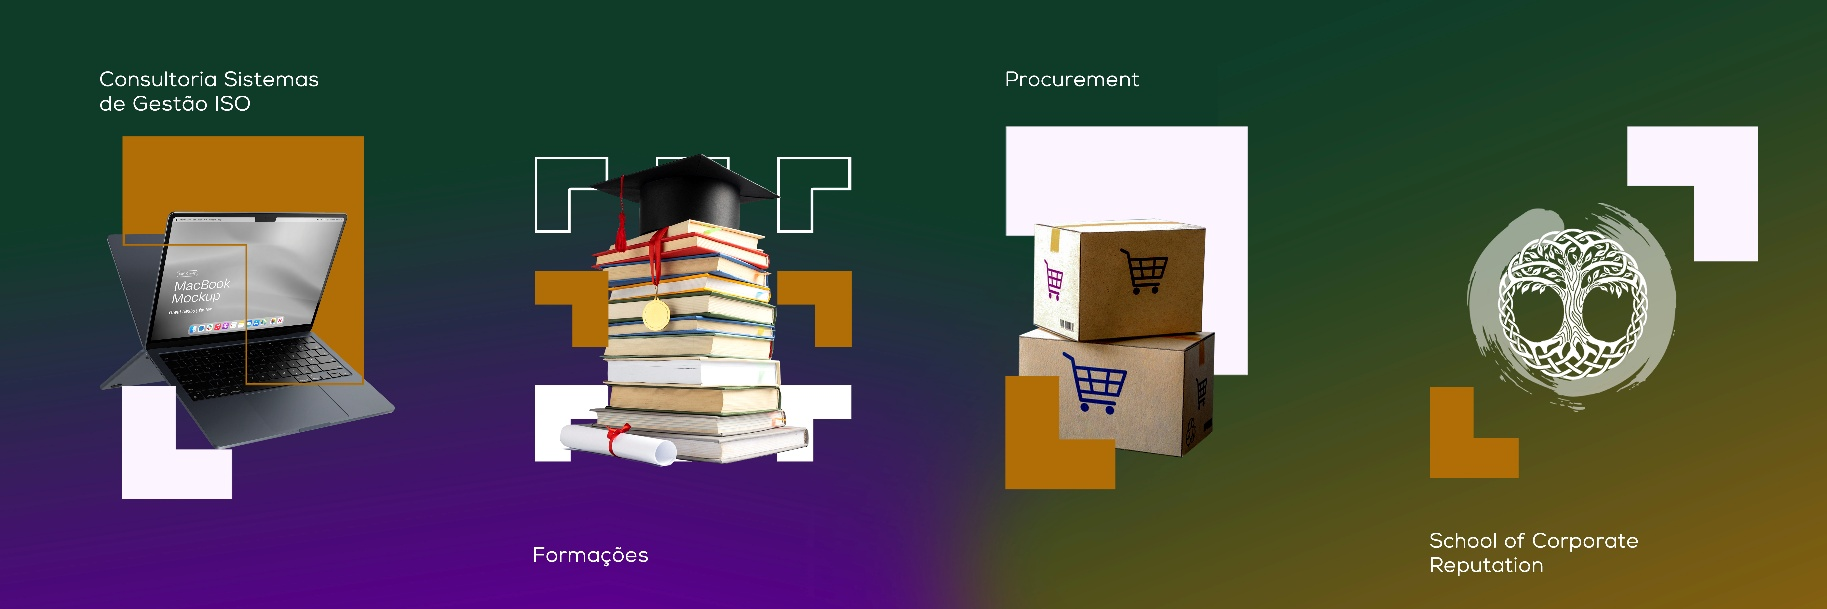 Consultoria Sistemas
de Gestão ISO
MacBook
Mockup
Formações
Procurement
School of Corporate
Reputation